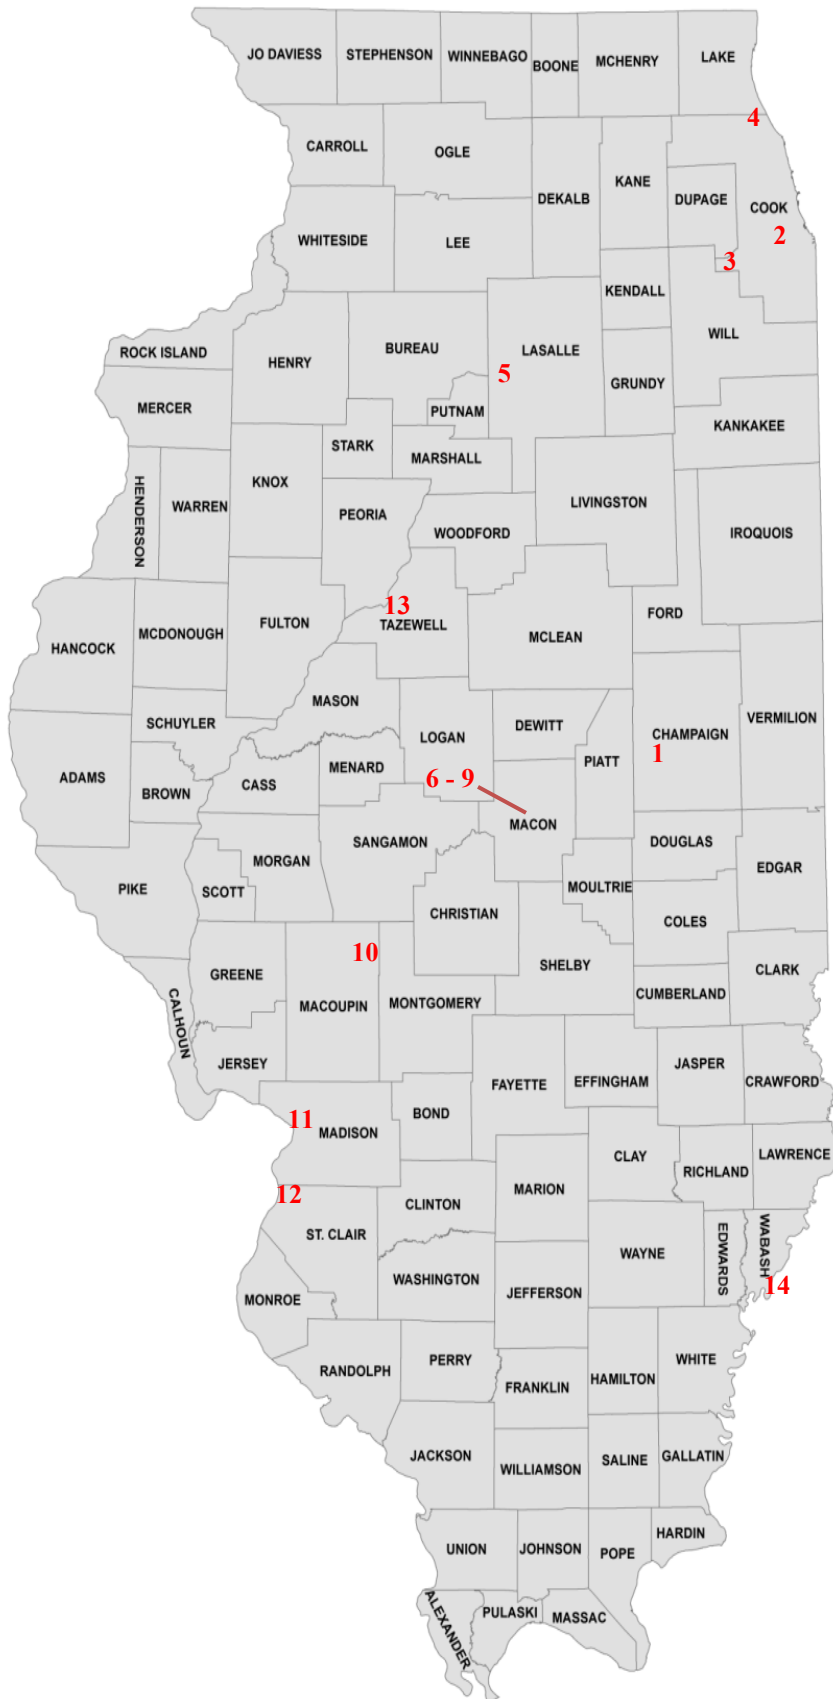 JO DAVIESS STEPHENSON WINNEBAGO BOONE MCHENRY LAKE
4
CARROLL OGLE DEKALB KANE DUPAGE COOK
2
WHITESIDE LEE
3
KENDALL
ROCK ISLAND HENRY BUREAU LASALLE WILL
5
GRUNDY
MERCER PUTNAM KANKAKEE
STARK MARSHALL
HENDERSON WARREN KNOX PEORIA WOODFORD LIVINGSTON IROQUOIS
13
HANCOCK MCDONOUGH FULTON TAZEWELL MCLEAN FORD
MASON
SCHUYLER LOGAN DEWITT CHAMPAIGN VERMILION
1
ADAMS BROWN CASS MENARD PIATT
6 - 9
MACON
SANGAMON DOUGLAS
PIKE SCOTT MORGAN MOULTRIE EDGAR
CHRISTIAN COLES
10
GREENE SHELBY CLARK
CALHOUN MACOUPIN MONTGOMERY CUMBERLAND
JERSEY FAYETTE EFFINGHAM JASPER CRAWFORD
11
MADISON BOND
CLAY RICHLAND LAWRENCE
12
CLINTON MARION
ST. CLAIR WAYNE EDWARDS WABASH
14
MONROE WASHINGTON JEFFERSON
RANDOLPH PERRY FRANKLIN HAMILTON WHITE
JACKSON WILLIAMSON SALINE GALLATIN
UNION JOHNSON POPE HARDIN
ALEXANDER PULASKI MASSAC